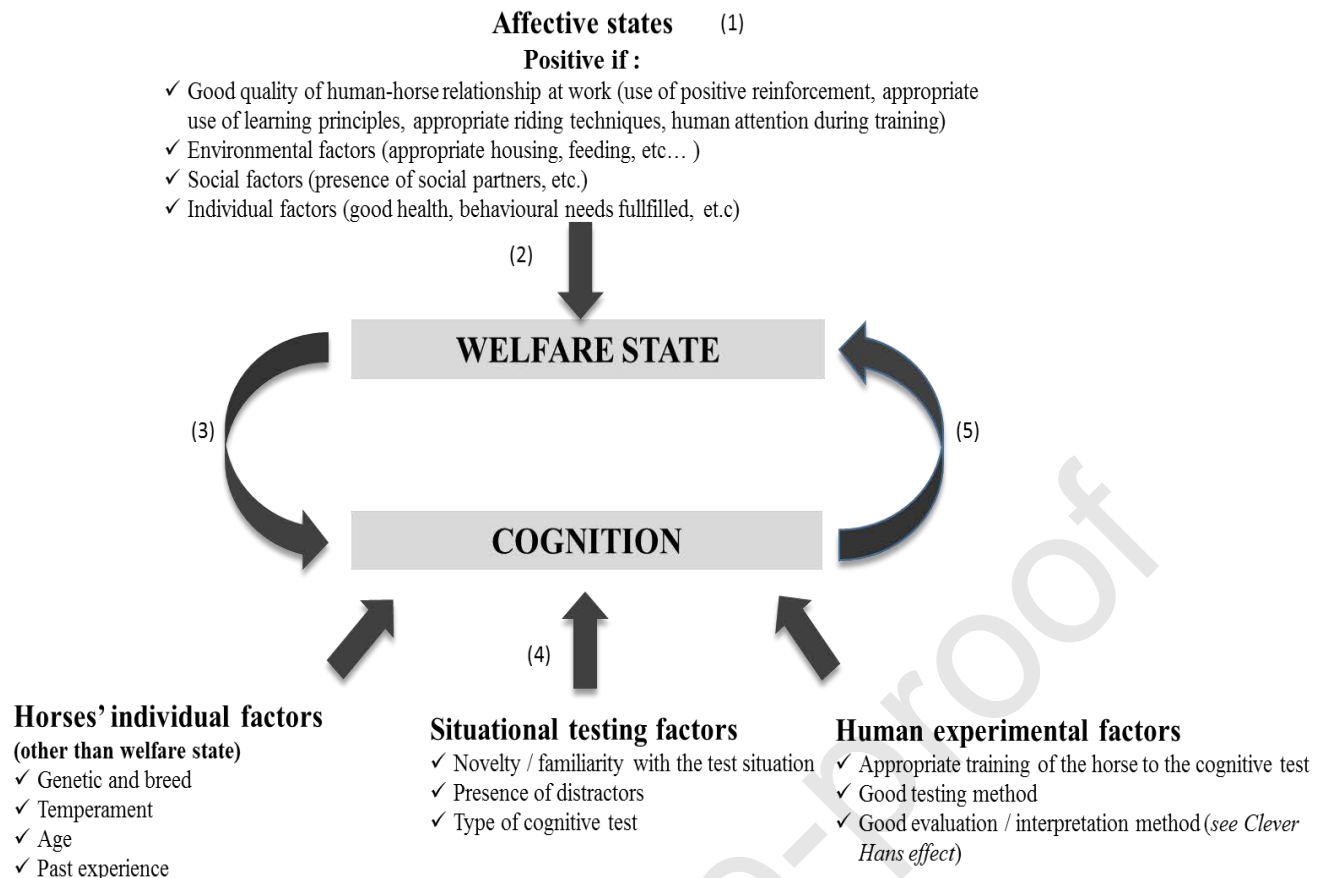 Affective states (1)
Positive if :
✓ Good quality of human-horse relationship at work (use of positive reinforcement, appropriate
use of learning principles, appropriate riding techniques, human attention during training)
✓ Environmental factors (appropriate housing, feeding, etc… )
✓ Social factors (presence of social partners, etc.)
✓ Individual factors (good health, behavioural needs fullfilled, et.c)
(2)
WELFARE STATE
(3)
(5)
COGNITION
(4)
Horses' individual factors
(other than welfare state)
✓ Genetic and breed
✓ Temperament
✓ Age
✓ Past experience
Situational testing factors
✓ Novelty / familiarity with the test situation
✓ Presence of distractors
✓ Type of cognitive test
Human experimental factors
✓ Appropriate training of the horse to the cognitive test
✓ Good testing method
✓ Good evaluation / interpretation method (see Clever
Hans effect)
-proof